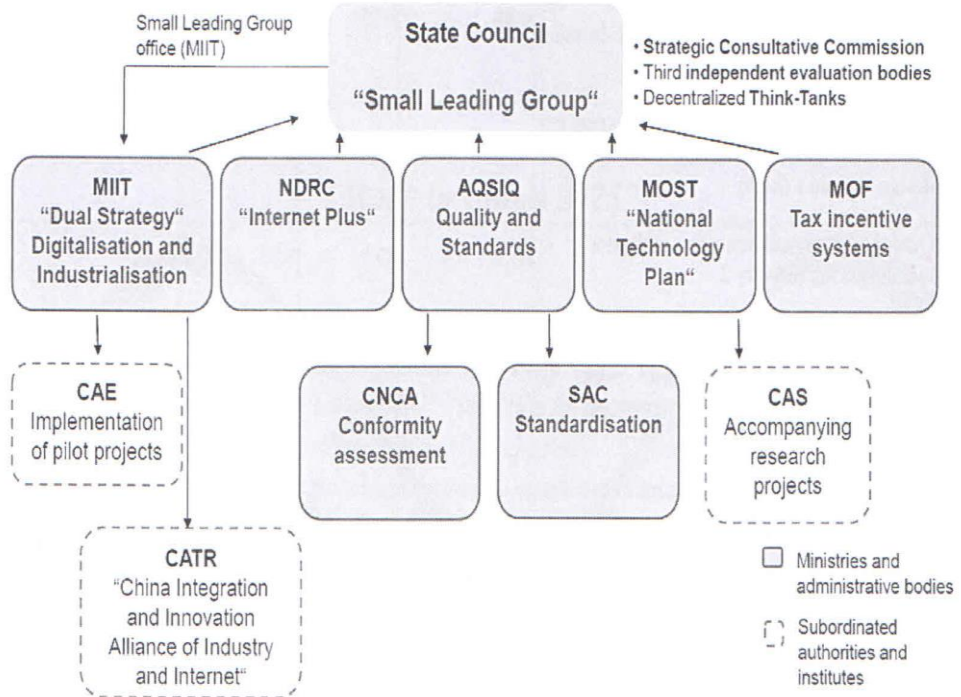 Small Leading Group
office (MIIT)
State Council
“Small Leading Group“
• Strategic Consultative Commission
• Third independent evaluation bodies
• Decentralized Think-Tanks
MIIT
“Dual Strategy“
Digitalisation and
Industrialisation
NDRC
“Internet Plus“
AQSIQ
Quality and
Standards
MOST
“National
Technology
Plan“
MOF
Tax incentive
systems
CAE
Implementation
of pilot projects
CNCA
Conformity
assessment
SAC
Standardisation
CAS
Accompanying
research
projects
CATR
“China Integration
and Innovation
Alliance of Industry
and Internet“
Ministries and
administrative bodies
Subordinated
authorities and
institutes